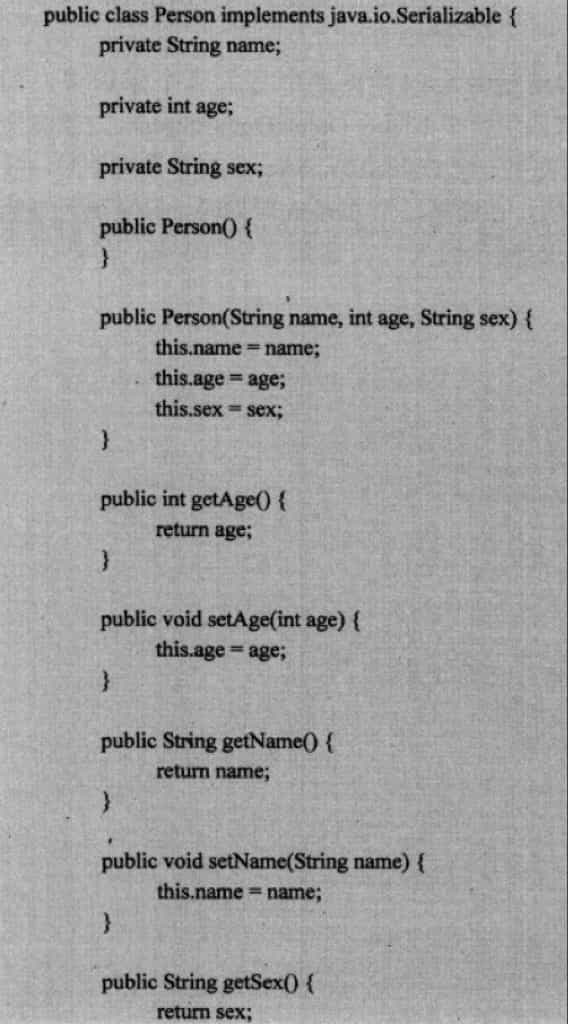 public class Person implements java.io.Serializable {
private String name;
private int age;
private String sex;
public Person() {
}
public Person(String name, int age, String sex) {
this.name = name;
this.age = age;
this.sex = sex;
}
public int getAge() {
return age;
}
public void setAge(int age) {
this.age = age;
}
public String getName() {
return name;
}
public void setName(String name) {
this.name = name;
}
public String getSex() {
return sex;